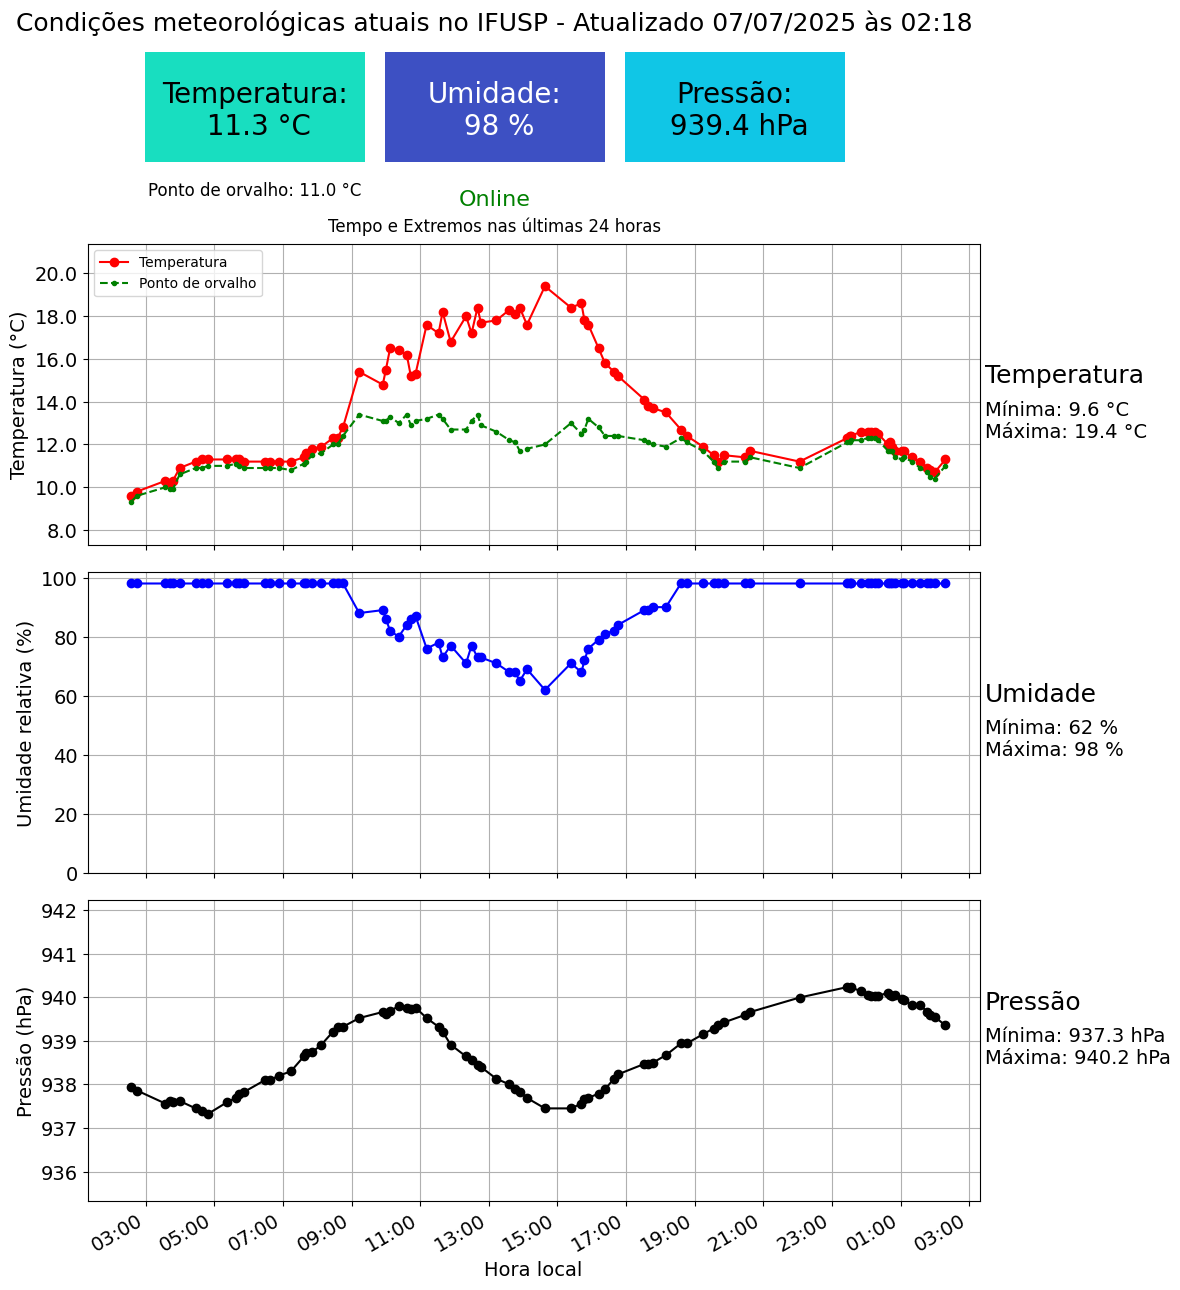 Condições meteorológicas atuais no IFUSP - Atualizado 07/07/2025 às 02:18
Temperatura:
11.3 °C
Umidade:
98 %
Pressão:
939.4 hPa
Ponto de orvalho: 11.0 °C
Online
Tempo e Extremos nas últimas 24 horas
Temperatura
Ponto de orvalho
Temperatura (°C)
20.0
18.0
16.0
14.0
12.0
10.0
8.0
Temperatura
Mínima: 9.6 °C
Máxima: 19.4 °C
Umidade relativa (%)
100
80
60
40
20
0
Umidade
Mínima: 62 %
Máxima: 98 %
Pressão (hPa)
942
941
940
939
938
937
936
Pressão
Mínima: 937.3 hPa
Máxima: 940.2 hPa
03:00 05:00 07:00 09:00 11:00 13:00 15:00 17:00 19:00 21:00 23:00 01:00 03:00
Hora local